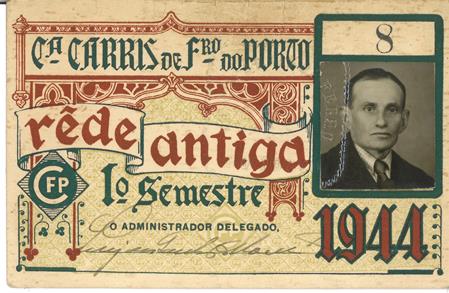 Cᴬ CARRIS DE Fᴿᴼ DO PORTO
8
rêde antiga
CFP
1º Semestre
O ADMINISTRADOR DELEGADO,
1944